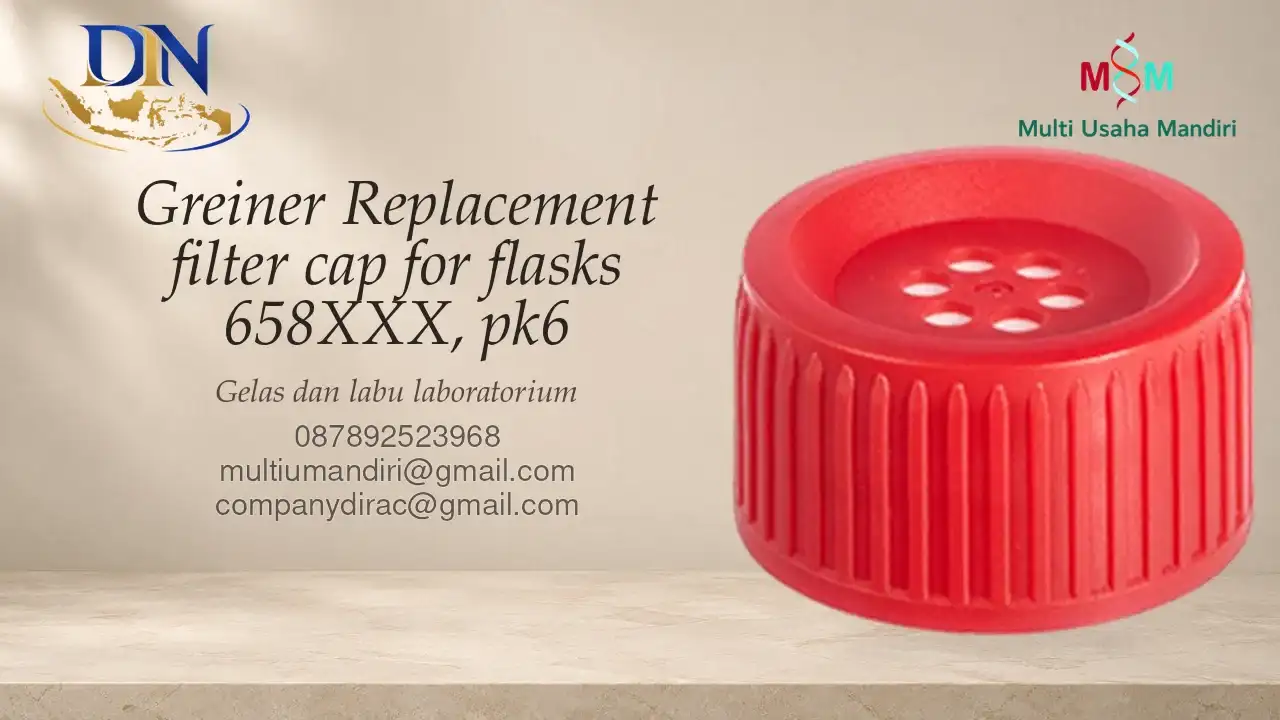 DN
MSM
Multi Usaha Mandiri
Greiner Replacement
filter cap for flasks
658XXX, pk6
Gelas dan labu laboratorium
087892523968
multiumandiri@gmail.com
companydirac@gmail.com